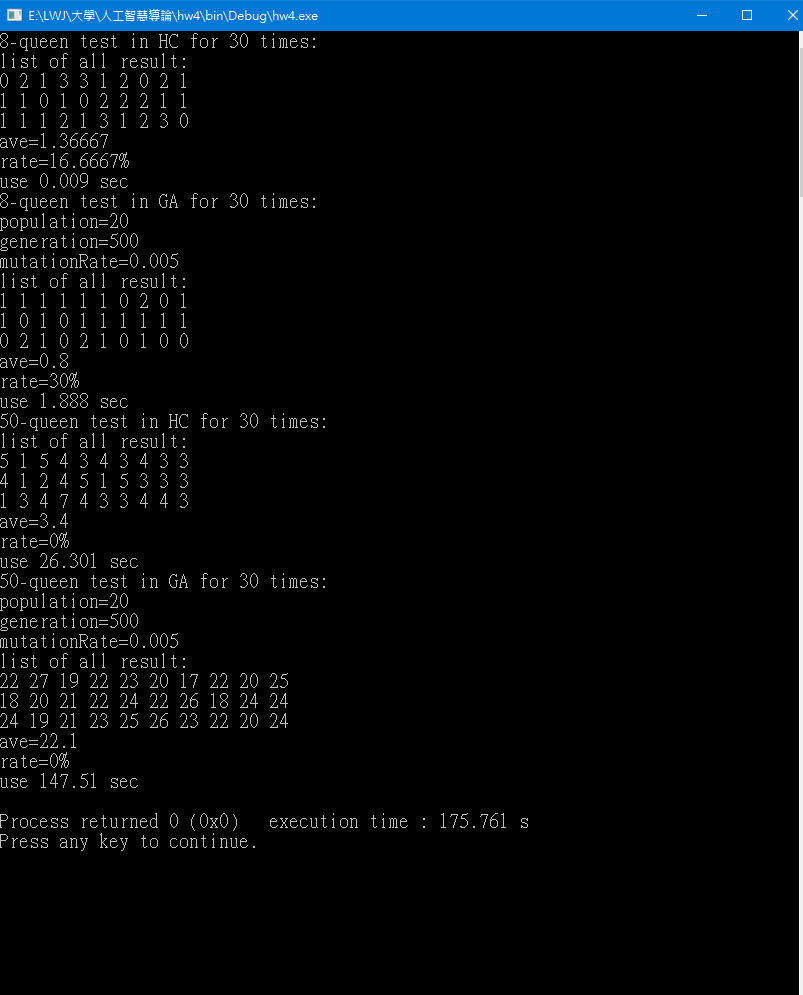 E:\LWJ\大學\人工智慧導論\hw4\bin\Debug\hw4.exe
8-queen test in HC for 30 times:
list of all result:
0 2 1 3 3 1 2 0 2 1
1 1 0 1 0 2 2 2 1 1
1 1 1 2 1 3 1 2 3 0
ave=1.36667
rate=16.6667%
use 0.009 sec
8-queen test in GA for 30 times:
population=20
generation=500
mutationRate=0.005
list of all result:
1 1 1 1 1 1 0 2 0 1
1 0 1 0 1 1 1 1 1 1
0 2 1 0 2 1 0 1 0 0
ave=0.8
rate=30%
use 1.888 sec
50-queen test in HC for 30 times:
list of all result:
5 1 5 4 3 4 3 4 3 3
4 1 2 4 5 1 5 3 3 3
1 3 4 7 4 3 3 4 4 3
ave=3.4
rate=0%
use 26.301 sec
50-queen test in GA for 30 times:
population=20
generation=500
mutationRate=0.005
list of all result:
22 27 19 22 23 20 17 22 20 25
18 20 21 22 24 22 26 18 24 24
24 19 21 23 25 26 23 22 20 24
ave=22.1
rate=0%
use 147.51 sec
Process returned 0 (0x0)   execution time : 175.761 s
Press any key to continue.